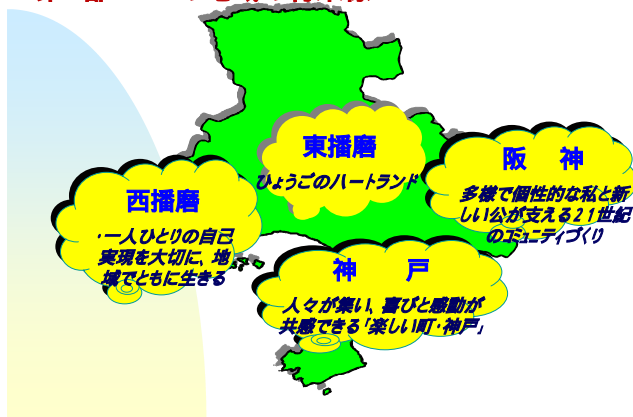 東播磨
ひょうごのハートランド
阪　神
多様で個性的な私と新
しい公が支える２１世紀
のコミュニティづくり
西播磨
・一人ひとりの自己
実現を大切に、地
域でともに生きる
神　　戸
人々が集い、喜びと感動が
共感できる「楽しい町・神戸」